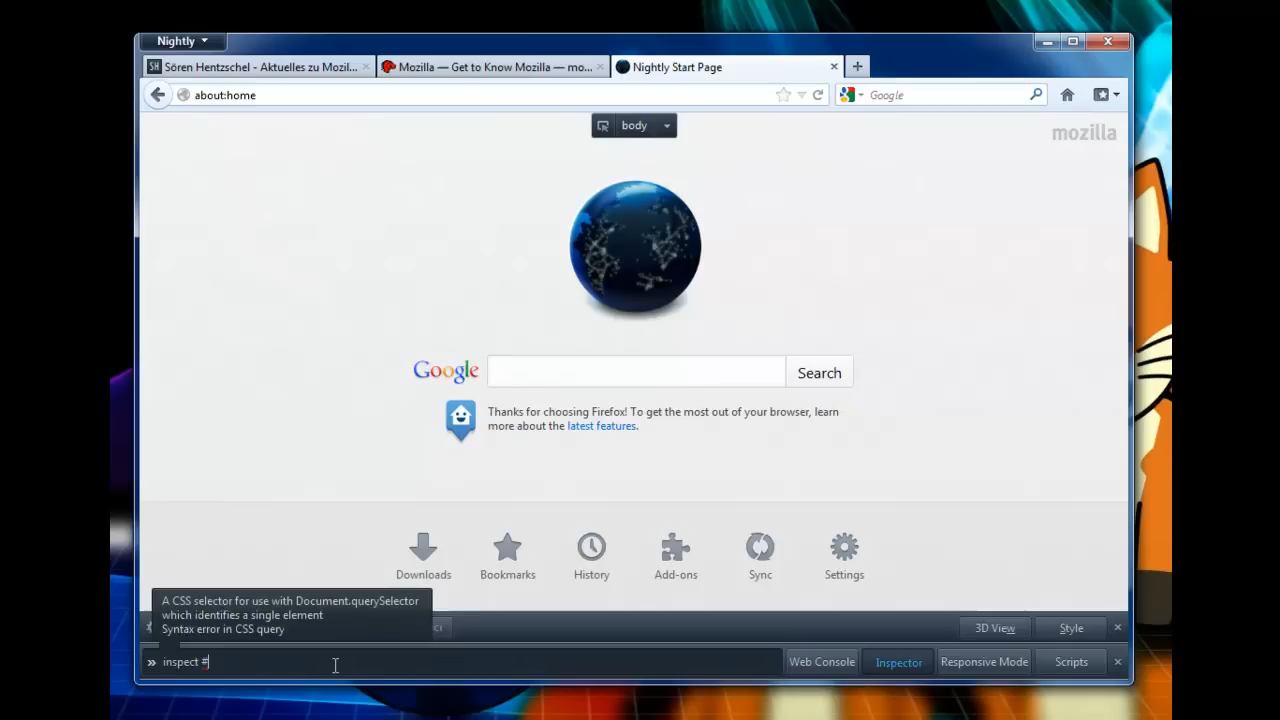 Nightly
SH Sören Hentzschel - Aktuelles zu Mozil...
Mozilla — Get to Know Mozilla — mo...
Nightly Start Page
about:home
Google
body
mozilla
Google
Search
Thanks for choosing Firefox! To get the most out of your browser, learn
more about the latest features.
Downloads
Bookmarks
History
Add-ons
Sync
Settings
A CSS selector for use with Document.querySelector
which identifies a single element
Syntax error in CSS query
3D View
Style
» inspect #
Web Console
Inspector
Responsive Mode
Scripts